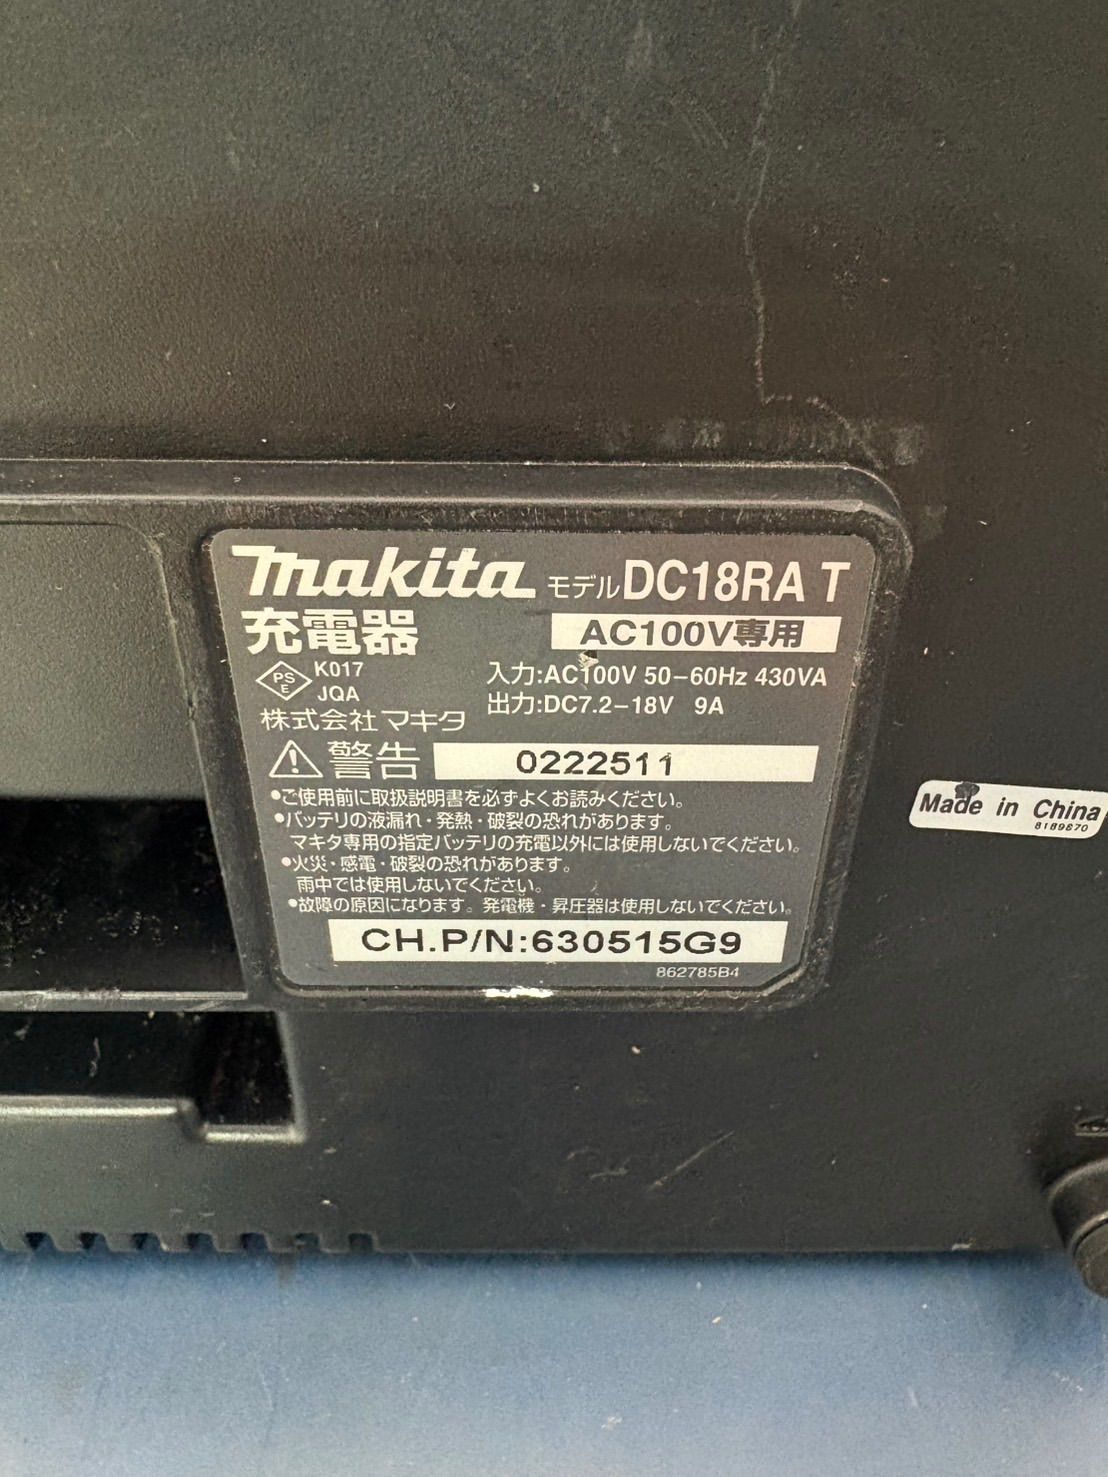 makita モデル DC18RA T
充電器 AC100V専用
PS E K017 JQA
入力:AC100V 50-60Hz 430VA
出力:DC7.2-18V 9A
株式会社マキタ
警告 0222511
•ご使用前に取扱説明書を必ずよくお読みください。
•バッテリの液漏れ・発熱・破裂の恐れがあります。
マキタ専用の指定バッテリの充電以外には使用しないでください。
•火災・感電・破裂の恐れがあります。
雨中では使用しないでください。
•故障の原因になります。発電機・昇圧器は使用しないでください。
CH.P/N:630515G9
862785B4
Made in China
8189870